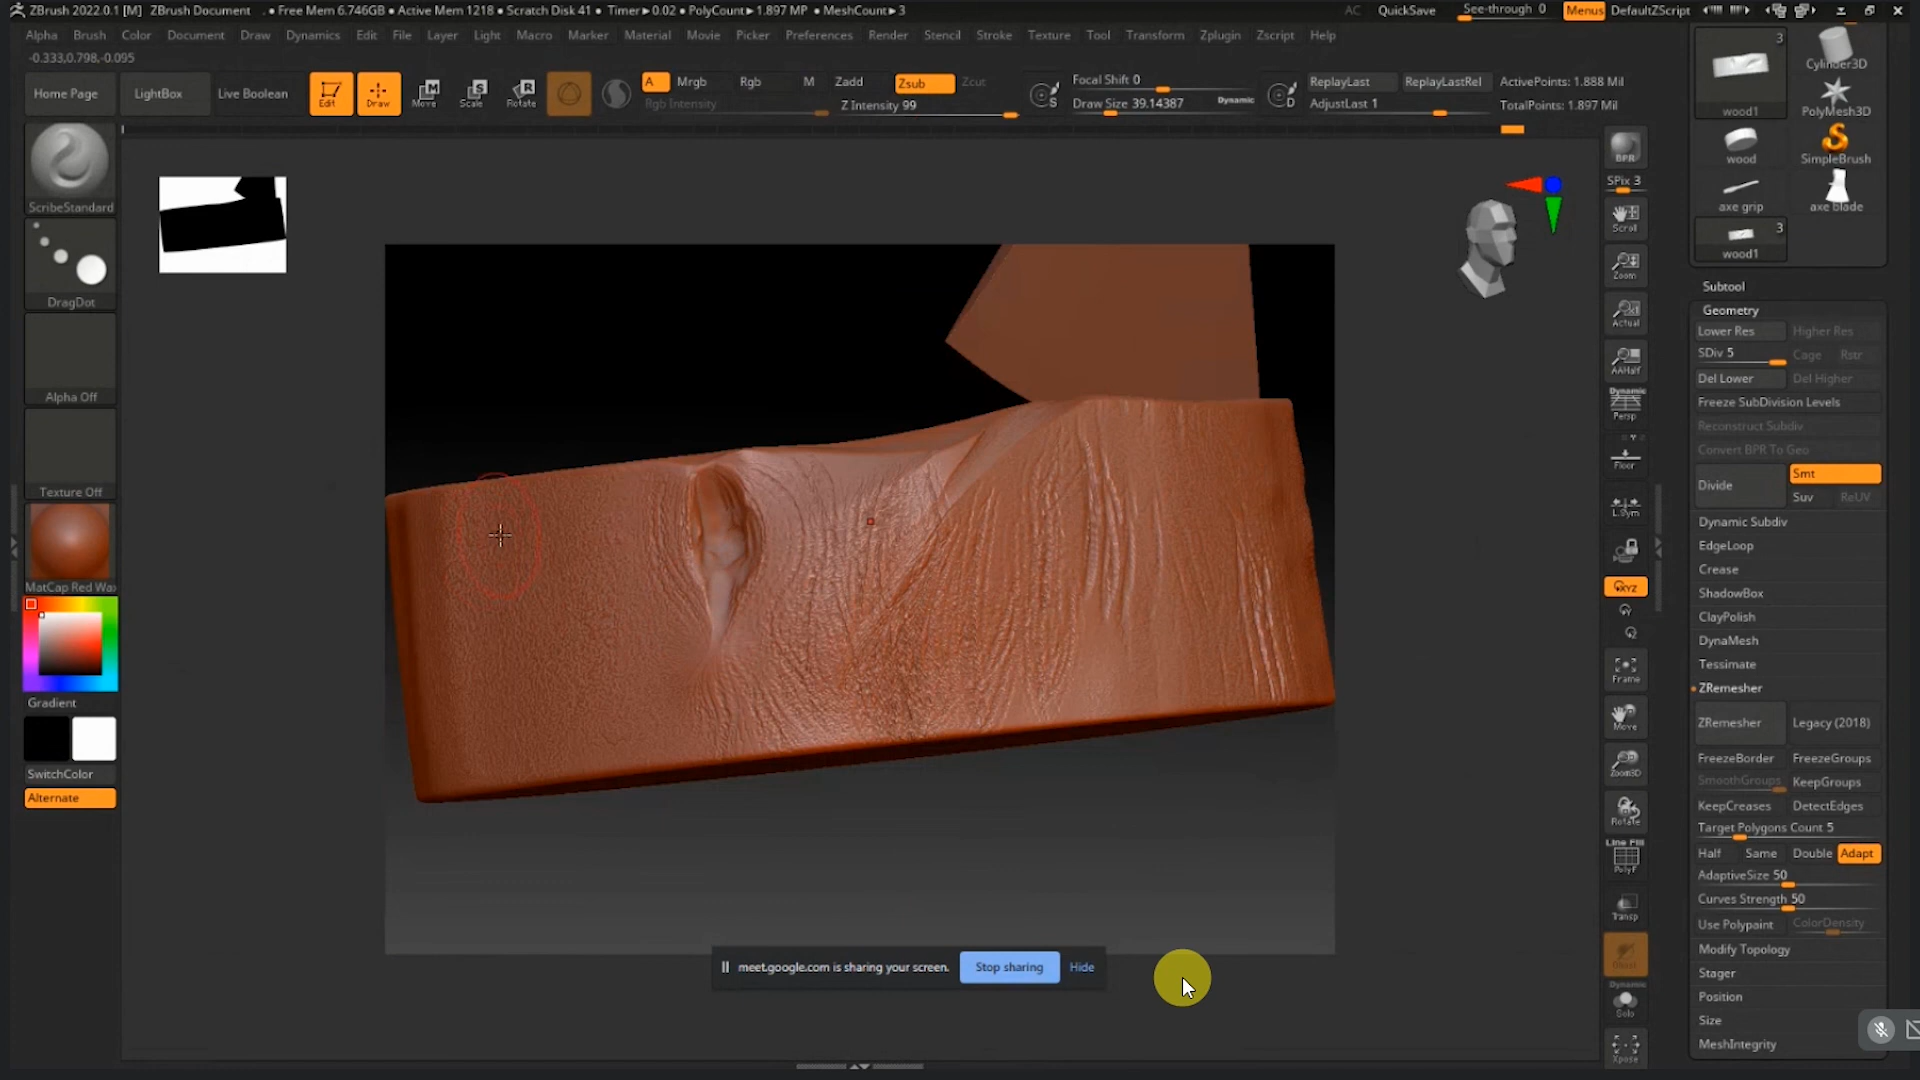 ZBrush 2022.0.1 [M] ZBrush Document . • Free Mem 6.746GB • Active Mem 1218 • Scratch Disk 41 • Timer▸0.02 • PolyCount▸1.897 MP • MeshCount▸3
AC QuickSave See-through 0 Menus DefaultZScript
Alpha Brush Color Document Draw Dynamics Edit File Layer Light Macro Marker Material Movie Picker Preferences Render Stencil Stroke Texture Tool Transform Zplugin Zscript Help
-0.333,0.798,-0.095
Home Page LightBox Live Boolean Edit Draw Move Scale Rotate
A Mrgb Rgb M Zadd Zsub Zcut
Rgb Intensity Z Intensity 99
Focal Shift 0
Draw Size 39.14387 Dynamic
ReplayLast ReplayLastRel ActivePoints: 1.888 Mil
AdjustLast 1 TotalPoints: 1.897 Mil
ScribeStandard
DragDot
Alpha Off
Texture Off
MatCap Red Wax
Gradient
SwitchColor
Alternate
BPR
SPix 3
Scroll
Zoom
Actual
AAHalf
Dynamic
Persp
Floor
L.Sym
XYZ
Frame
Move
Zoom3D
Rotate
Line Fill
PolyF
Transp
Dynamic
Solo
Xpose
3
Cylinder3D
wood1 PolyMesh3D
wood SimpleBrush
axe grip axe blade
3
wood1
Subtool
Geometry
Lower Res Higher Res
SDiv 5 Cage Rstr
Del Lower Del Higher
Freeze SubDivision Levels
Reconstruct Subdiv
Convert BPR To Geo
Divide Smt
Suv ReUV
Dynamic Subdiv
EdgeLoop
Crease
ShadowBox
ClayPolish
DynaMesh
Tessimate
ZRemesher
ZRemesher Legacy (2018)
FreezeBorder FreezeGroups
SmoothGroups KeepGroups
KeepCreases DetectEdges
Target Polygons Count 5
Half Same Double Adapt
AdaptiveSize 50
Curves Strength 50
Use Polypaint ColorDensity
Modify Topology
Stager
Position
Size
MeshIntegrity
meet.google.com is sharing your screen. Stop sharing Hide